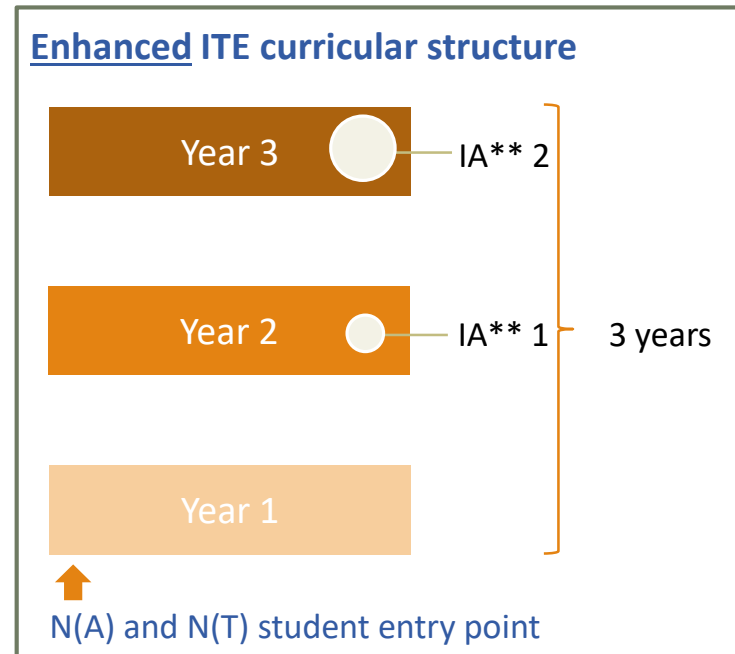 Enhanced ITE curricular structure
Year 3
IA** 2
Year 2
IA** 1
3 years
Year 1
N(A) and N(T) student entry point